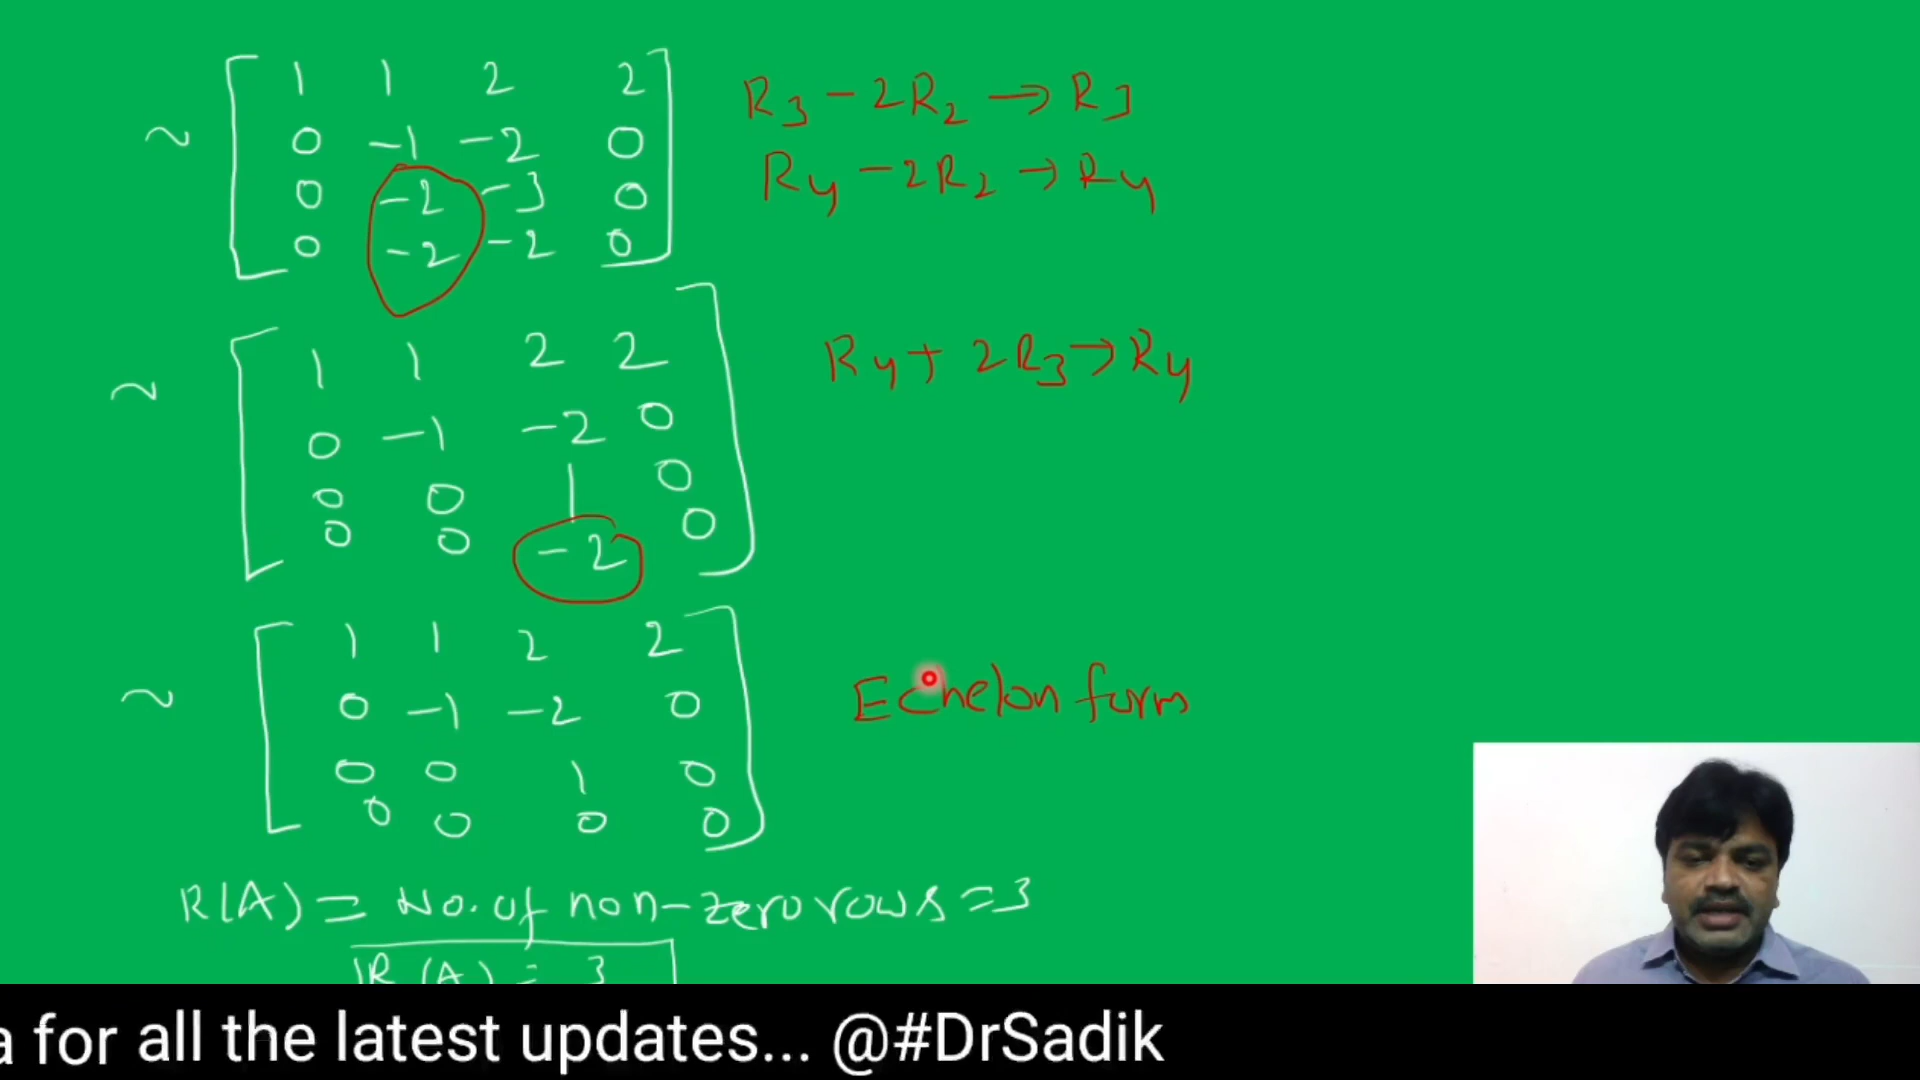 ~ [ 1 1 2 2 ] R3 - 2R2 → R3
[ 0 -1 -2 0 ] R4 - 2R2 → R4
[ 0 -2 -3 0 ]
[ 0 -2 -2 0 ]
~ [ 1 1 2 2 ] R4 + 2R3 → R4
[ 0 -1 -2 0 ]
[ 0 0 1 0 ]
[ 0 0 -2 0 ]
~ [ 1 1 2 2 ]
[ 0 -1 -2 0 ] Echelon form
[ 0 0 1 0 ]
[ 0 0 0 0 ]
R(A) = No. of non-zero rows = 3
R(A) = 3
a for all the latest updates... @#DrSadik